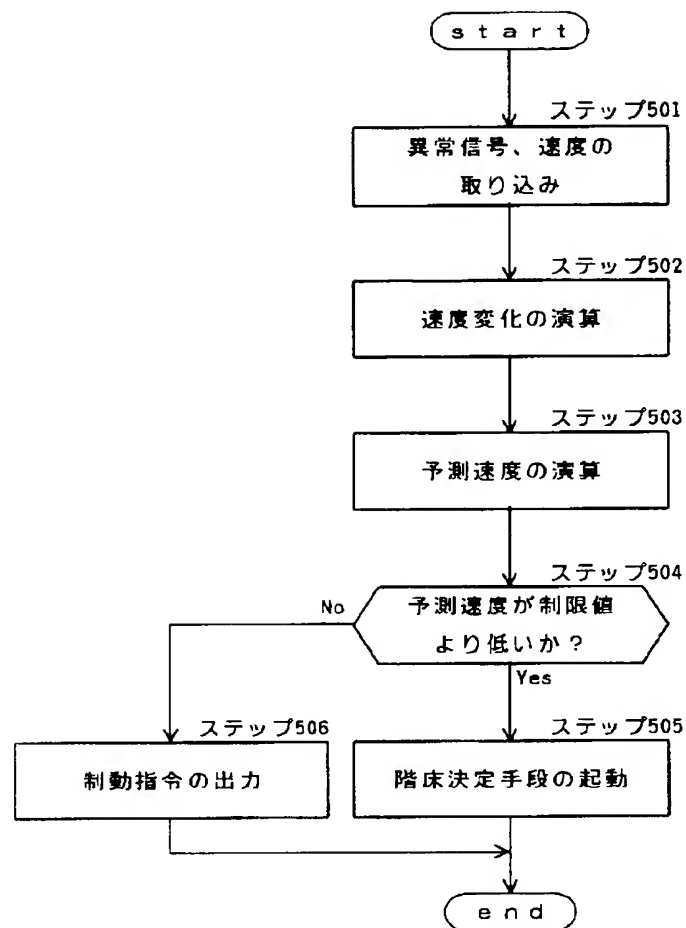 start
ステップ501
異常信号、速度の
取り込み
ステップ502
速度変化の演算
ステップ503
予測速度の演算
ステップ504
予測速度が制限値
より低いか？
No
Yes
ステップ506
制動指令の出力
ステップ505
階床決定手段の起動
end